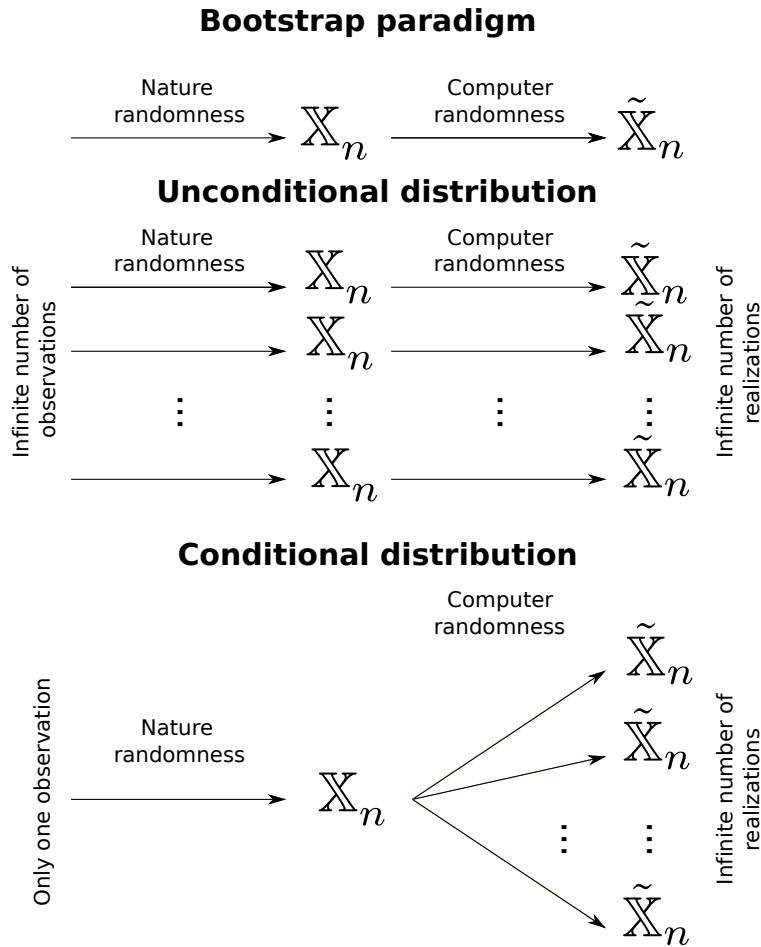 Bootstrap paradigm
Nature
randomness
𝕏ₙ
Computer
randomness
𝕏̃ₙ
Unconditional distribution
Infinite number of
observations
Nature
randomness
Computer
randomness
𝕏ₙ
𝕏̃ₙ
𝕏ₙ
𝕏̃ₙ
⋮ ⋮ ⋮ ⋮
𝕏ₙ
𝕏̃ₙ
Infinite number of
realizations
Conditional distribution
Only one observation
Nature
randomness
𝕏ₙ
Computer
randomness
𝕏̃ₙ
𝕏̃ₙ
⋮ ⋮
𝕏̃ₙ
Infinite number of
realizations